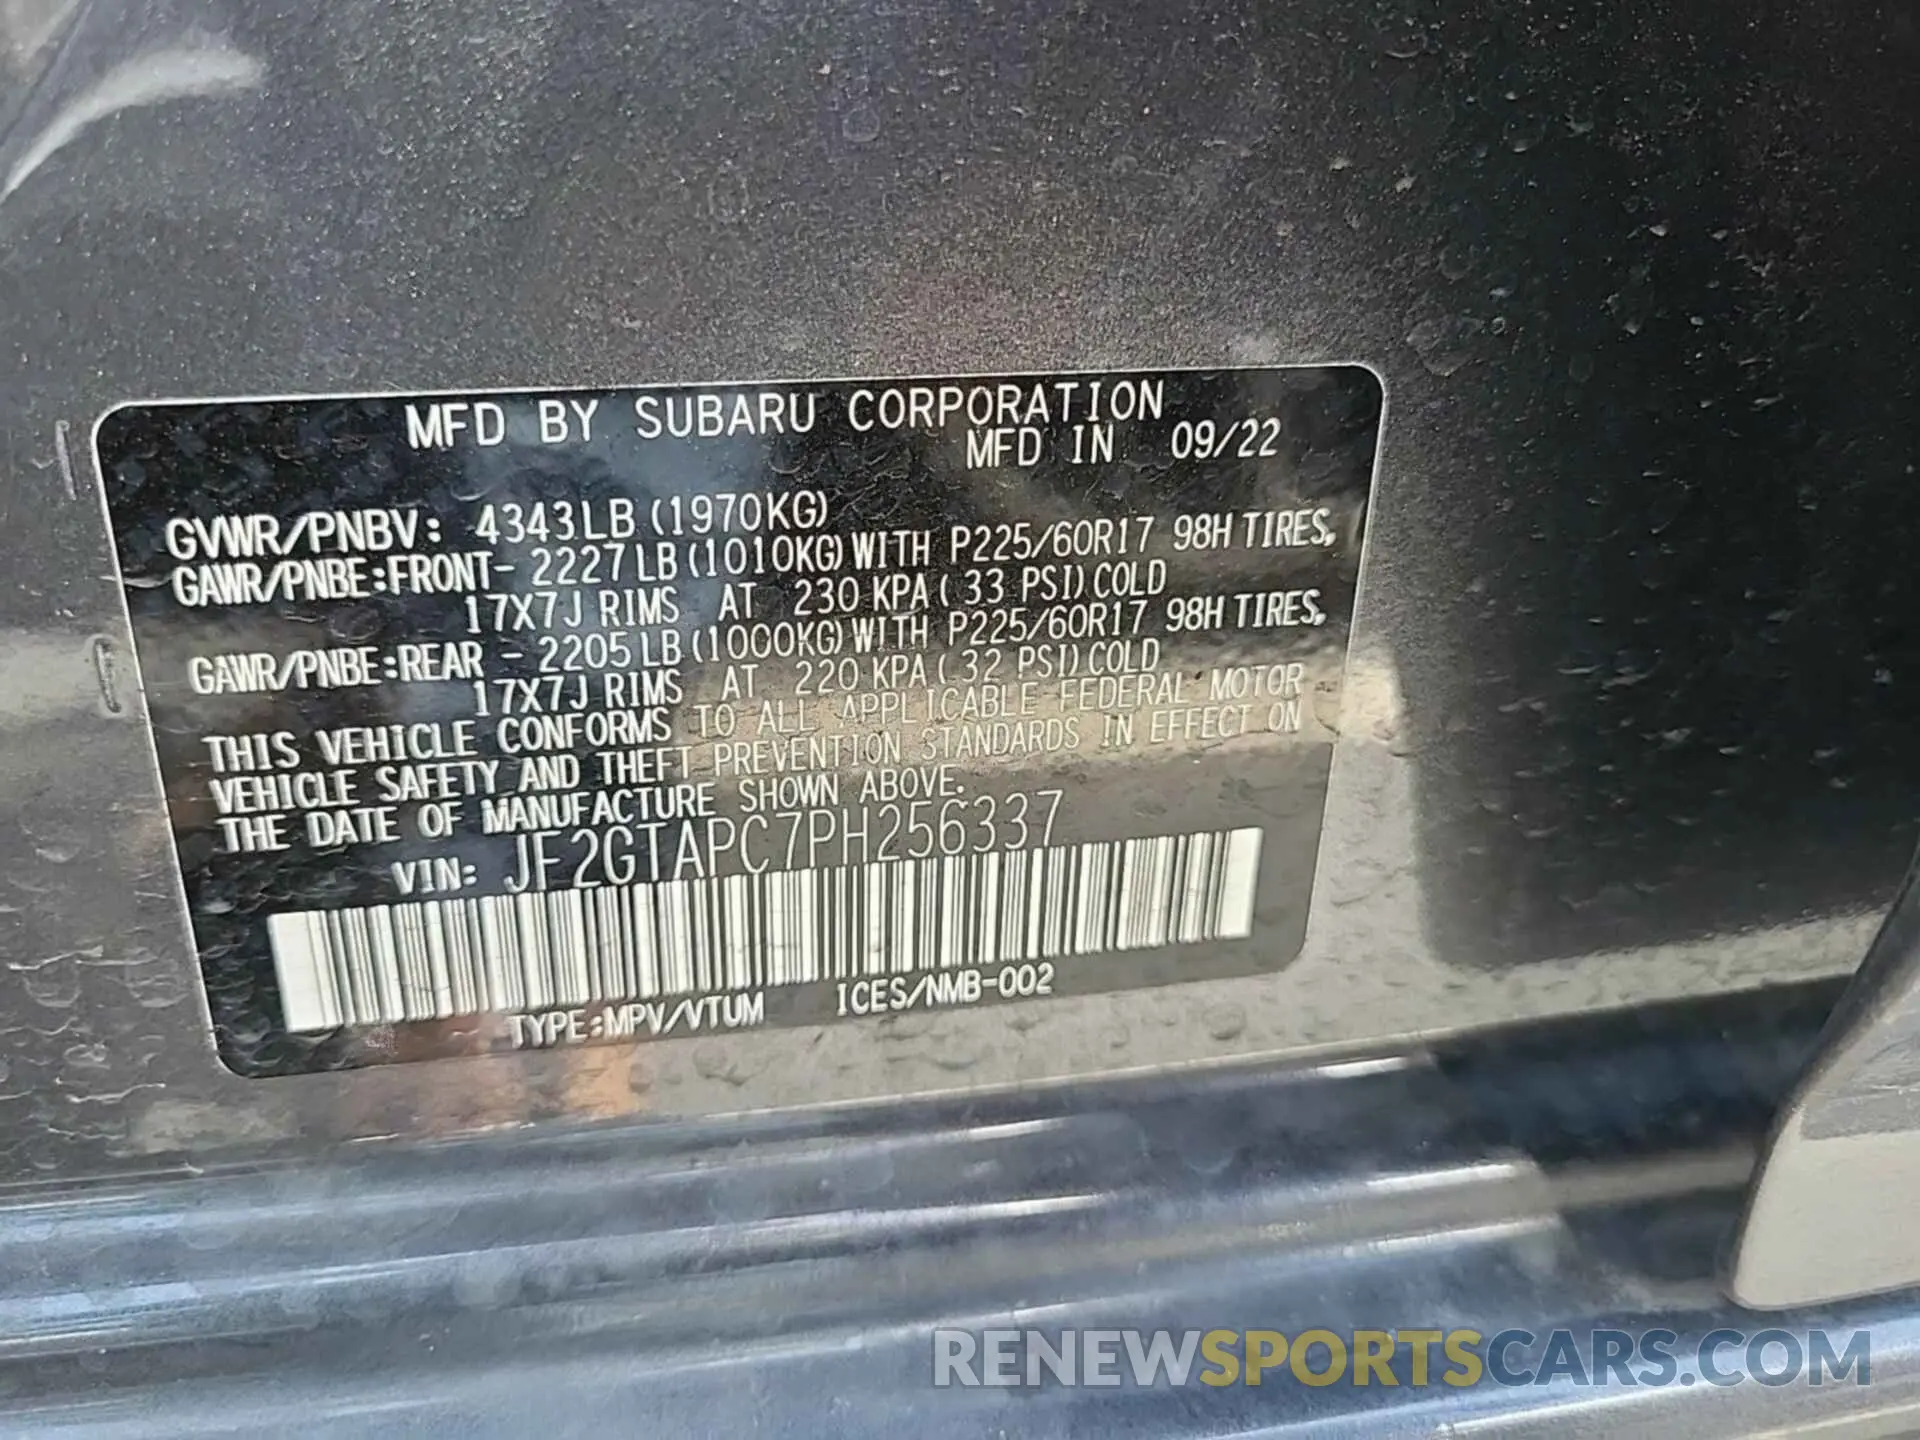 MFD BY SUBARU CORPORATION
MFD IN 09/22
GVWR/PNBV: 4343LB (1970KG)
GAWR/PNBE:FRONT- 2227LB (1010KG) WITH P225/60R17 98H TIRES,
17X7J RIMS AT 230 KPA ( 33 PSI) COLD
GAWR/PNBE:REAR - 2205LB (1000KG) WITH P225/60R17 98H TIRES,
17X7J RIMS AT 220 KPA ( 32 PSI) COLD
THIS VEHICLE CONFORMS TO ALL APPLICABLE FEDERAL MOTOR
VEHICLE SAFETY AND THEFT PREVENTION STANDARDS IN EFFECT ON
THE DATE OF MANUFACTURE SHOWN ABOVE.
VIN: JF2GTAPC7PH256337
TYPE:MPV/VTUM ICES/NMB-002
RENEWSPORTSCARS.COM